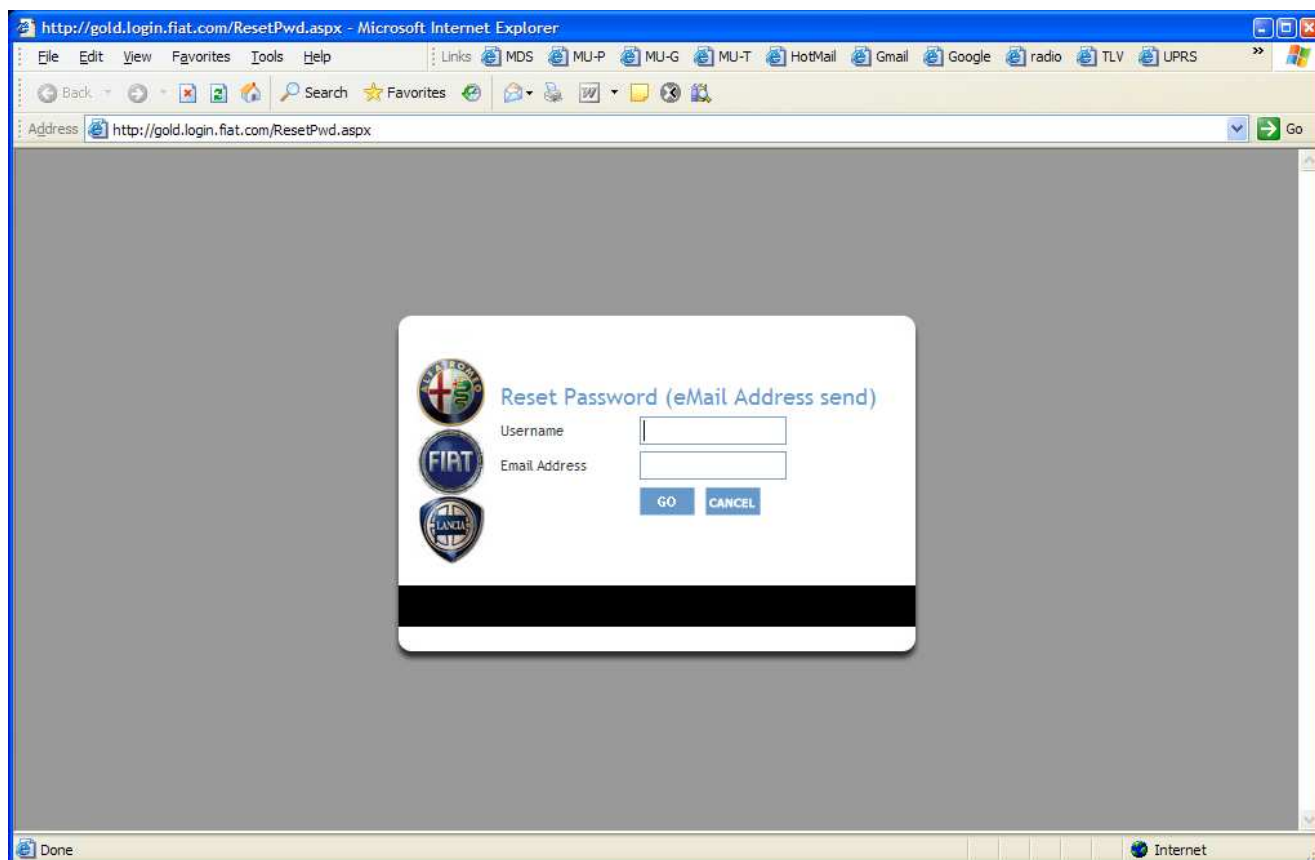 http://gold.login.fiat.com/ResetPwd.aspx - Microsoft Internet Explorer
File Edit View Favorites Tools Help Links MDS MU-P MU-G MU-T HotMail Gmail Google radio TLV UPRS »
Back Search Favorites
Address http://gold.login.fiat.com/ResetPwd.aspx Go
ALFA ROMEO
Reset Password (eMail Address send)
Username
FIAT
Email Address
GO CANCEL
LANCIA
Done Internet